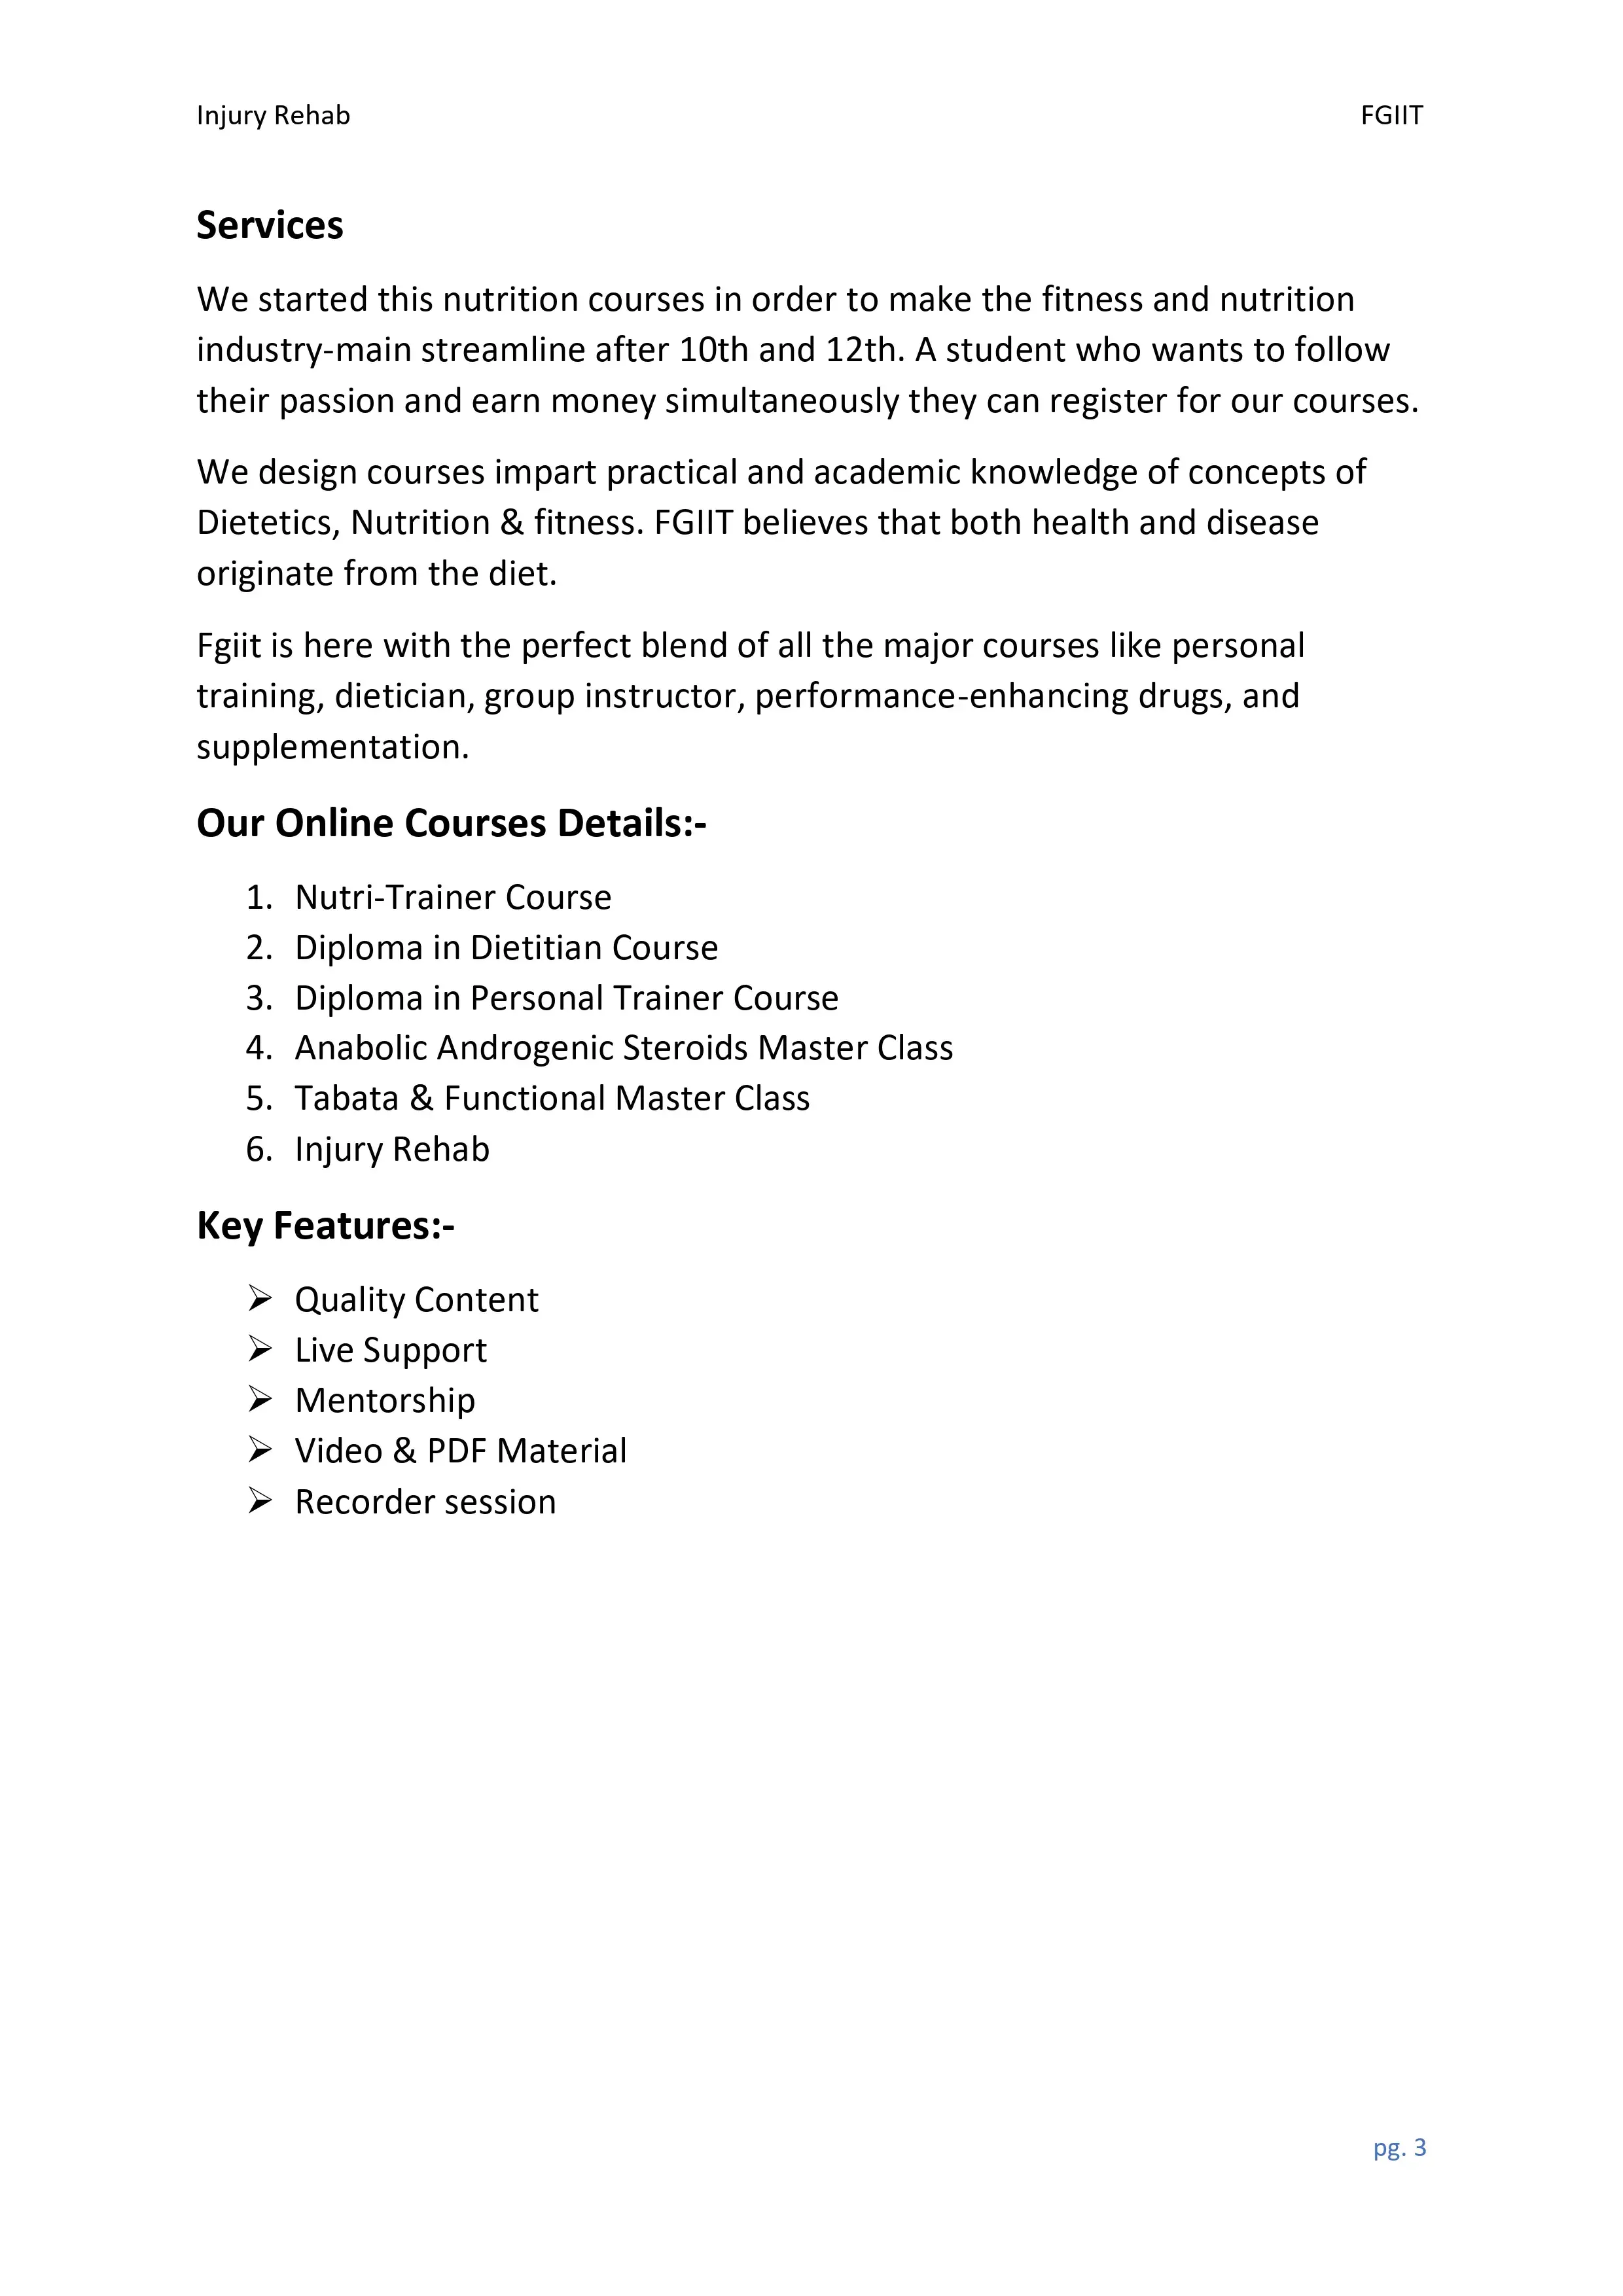 Injury Rehab FGIIT
Services
We started this nutrition courses in order to make the fitness and nutrition
industry-main streamline after 10th and 12th. A student who wants to follow
their passion and earn money simultaneously they can register for our courses.
We design courses impart practical and academic knowledge of concepts of
Dietetics, Nutrition & fitness. FGIIT believes that both health and disease
originate from the diet.
Fgiit is here with the perfect blend of all the major courses like personal
training, dietician, group instructor, performance-enhancing drugs, and
supplementation.
Our Online Courses Details:-
1. Nutri-Trainer Course
2. Diploma in Dietitian Course
3. Diploma in Personal Trainer Course
4. Anabolic Androgenic Steroids Master Class
5. Tabata & Functional Master Class
6. Injury Rehab
Key Features:-
➢ Quality Content
➢ Live Support
➢ Mentorship
➢ Video & PDF Material
➢ Recorder session
pg. 3